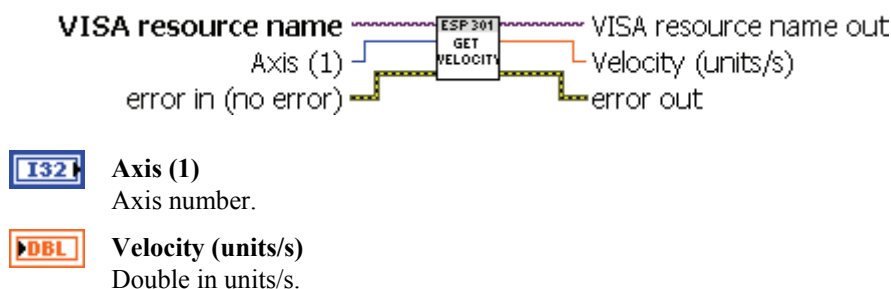 VISA resource name
ESP 301
GET
VELOCITY
VISA resource name out
Axis (1)
Velocity (units/s)
error in (no error)
error out
I32
Axis (1)
Axis number.
DBL
Velocity (units/s)
Double in units/s.